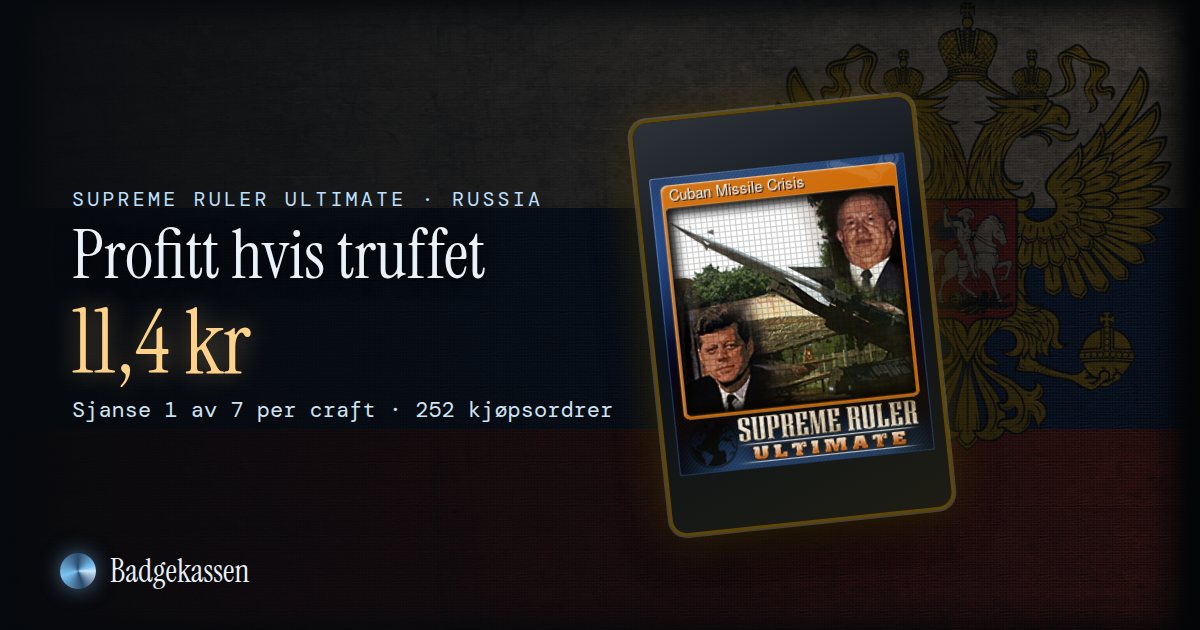 SUPREME RULER ULTIMATE · RUSSIA
Profitt hvis truffet
11,4 kr
Sjanse 1 av 7 per craft · 252 kjøpsordrer
Cuban Missile Crisis
SUPREME RULER
ULTIMATE
Badgekassen